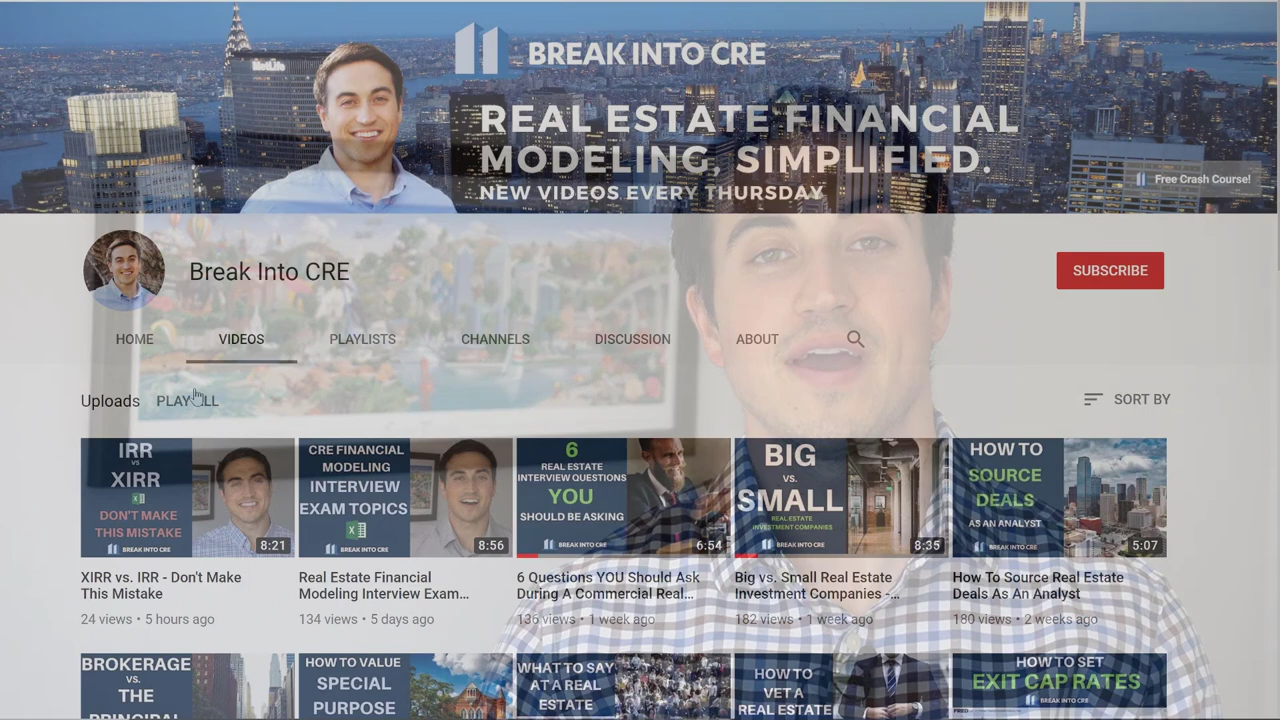 BREAK INTO CRE
MetLife
REAL ESTATE FINANCIAL
MODELING, SIMPLIFIED.
NEW VIDEOS EVERY THURSDAY
Free Crash Course!
Break Into CRE
SUBSCRIBE
HOME VIDEOS PLAYLISTS CHANNELS DISCUSSION ABOUT
Uploads PLAY ALL SORT BY
IRR
vs
XIRR
DON'T MAKE
THIS MISTAKE
BREAK INTO CRE
8:21
CRE FINANCIAL
MODELING
INTERVIEW
EXAM TOPICS
BREAK INTO CRE
8:56
6
REAL ESTATE
INTERVIEW QUESTIONS
YOU
SHOULD BE ASKING
BREAK INTO CRE
6:54
BIG
VS.
SMALL
REAL ESTATE
INVESTMENT COMPANIES
BREAK INTO CRE
8:35
HOW TO
SOURCE
DEALS
AS AN ANALYST
BREAK INTO CRE
5:07
XIRR vs. IRR - Don't Make
This Mistake
24 views • 5 hours ago
Real Estate Financial
Modeling Interview Exam...
134 views • 5 days ago
6 Questions YOU Should Ask
During A Commercial Real...
136 views • 1 week ago
Big vs. Small Real Estate
Investment Companies -...
182 views • 1 week ago
How To Source Real Estate
Deals As An Analyst
180 views • 2 weeks ago
BROKERAGE
VS.
THE
PRINCIPAL
HOW TO VALUE
SPECIAL
PURPOSE
WHAT TO SAY
AT A REAL
ESTATE
HOW TO
VET A
REAL ESTATE
HOW TO SET
EXIT CAP RATES
BREAK INTO CRE